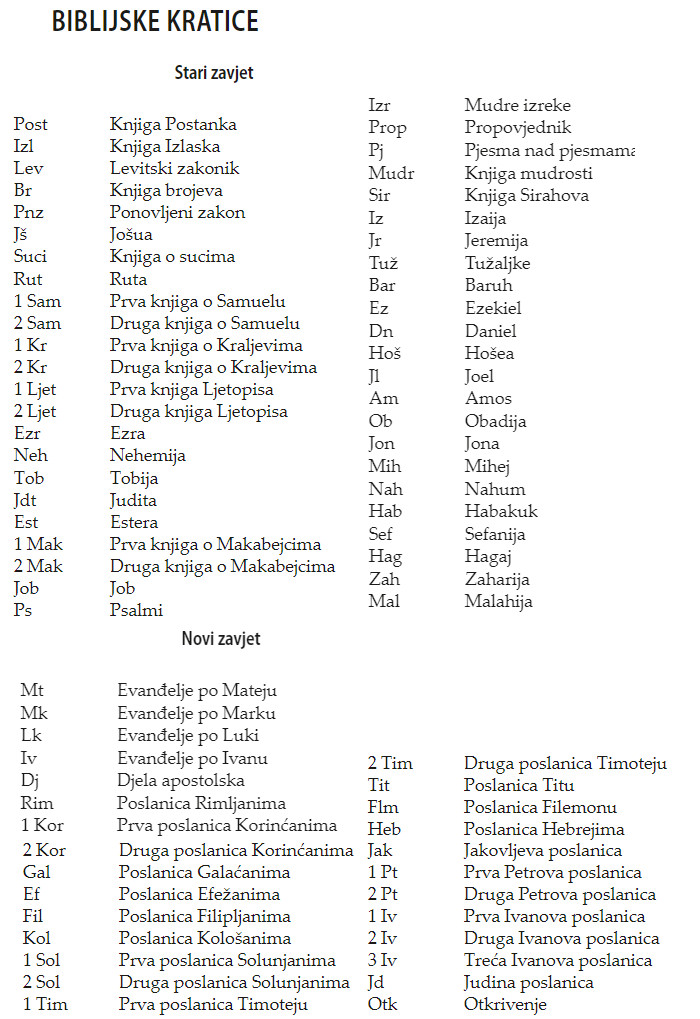 BIBLIJSKE KRATICE
Stari zavjet
Post Knjiga Postanka
Izl Knjiga Izlaska
Lev Levitski zakonik
Br Knjiga brojeva
Pnz Ponovljeni zakon
Jš Jošua
Suci Knjiga o sucima
Rut Ruta
1 Sam Prva knjiga o Samuelu
2 Sam Druga knjiga o Samuelu
1 Kr Prva knjiga o Kraljevima
2 Kr Druga knjiga o Kraljevima
1 Ljet Prva knjiga Ljetopisa
2 Ljet Druga knjiga Ljetopisa
Ezr Ezra
Neh Nehemija
Tob Tobija
Jdt Judita
Est Estera
1 Mak Prva knjiga o Makabejcima
2 Mak Druga knjiga o Makabejcima
Job Job
Ps Psalmi
Izr Mudre izreke
Prop Propovjednik
Pj Pjesma nad pjesmama
Mudr Knjiga mudrosti
Sir Knjiga Sirahova
Iz Izaija
Jr Jeremija
Tuž Tužaljke
Bar Baruh
Ez Ezekiel
Dn Daniel
Hoš Hošea
Jl Joel
Am Amos
Ob Obadija
Jon Jona
Mih Mihej
Nah Nahum
Hab Habakuk
Sef Sefanija
Hag Hagaj
Zah Zaharija
Mal Malahija
Novi zavjet
Mt Evanđelje po Mateju
Mk Evanđelje po Marku
Lk Evanđelje po Luki
Iv Evanđelje po Ivanu
Dj Djela apostolska
Rim Poslanica Rimljanima
1 Kor Prva poslanica Korinćanima
2 Kor Druga poslanica Korinćanima
Gal Poslanica Galaćanima
Ef Poslanica Efežanima
Fil Poslanica Filipljanima
Kol Poslanica Kološanima
1 Sol Prva poslanica Solunjanima
2 Sol Druga poslanica Solunjanima
1 Tim Prva poslanica Timoteju
2 Tim Druga poslanica Timoteju
Tit Poslanica Titu
Flm Poslanica Filemonu
Heb Poslanica Hebrejima
Jak Jakovljeva poslanica
1 Pt Prva Petrova poslanica
2 Pt Druga Petrova poslanica
1 Iv Prva Ivanova poslanica
2 Iv Druga Ivanova poslanica
3 Iv Treća Ivanova poslanica
Jd Judina poslanica
Otk Otkrivenje